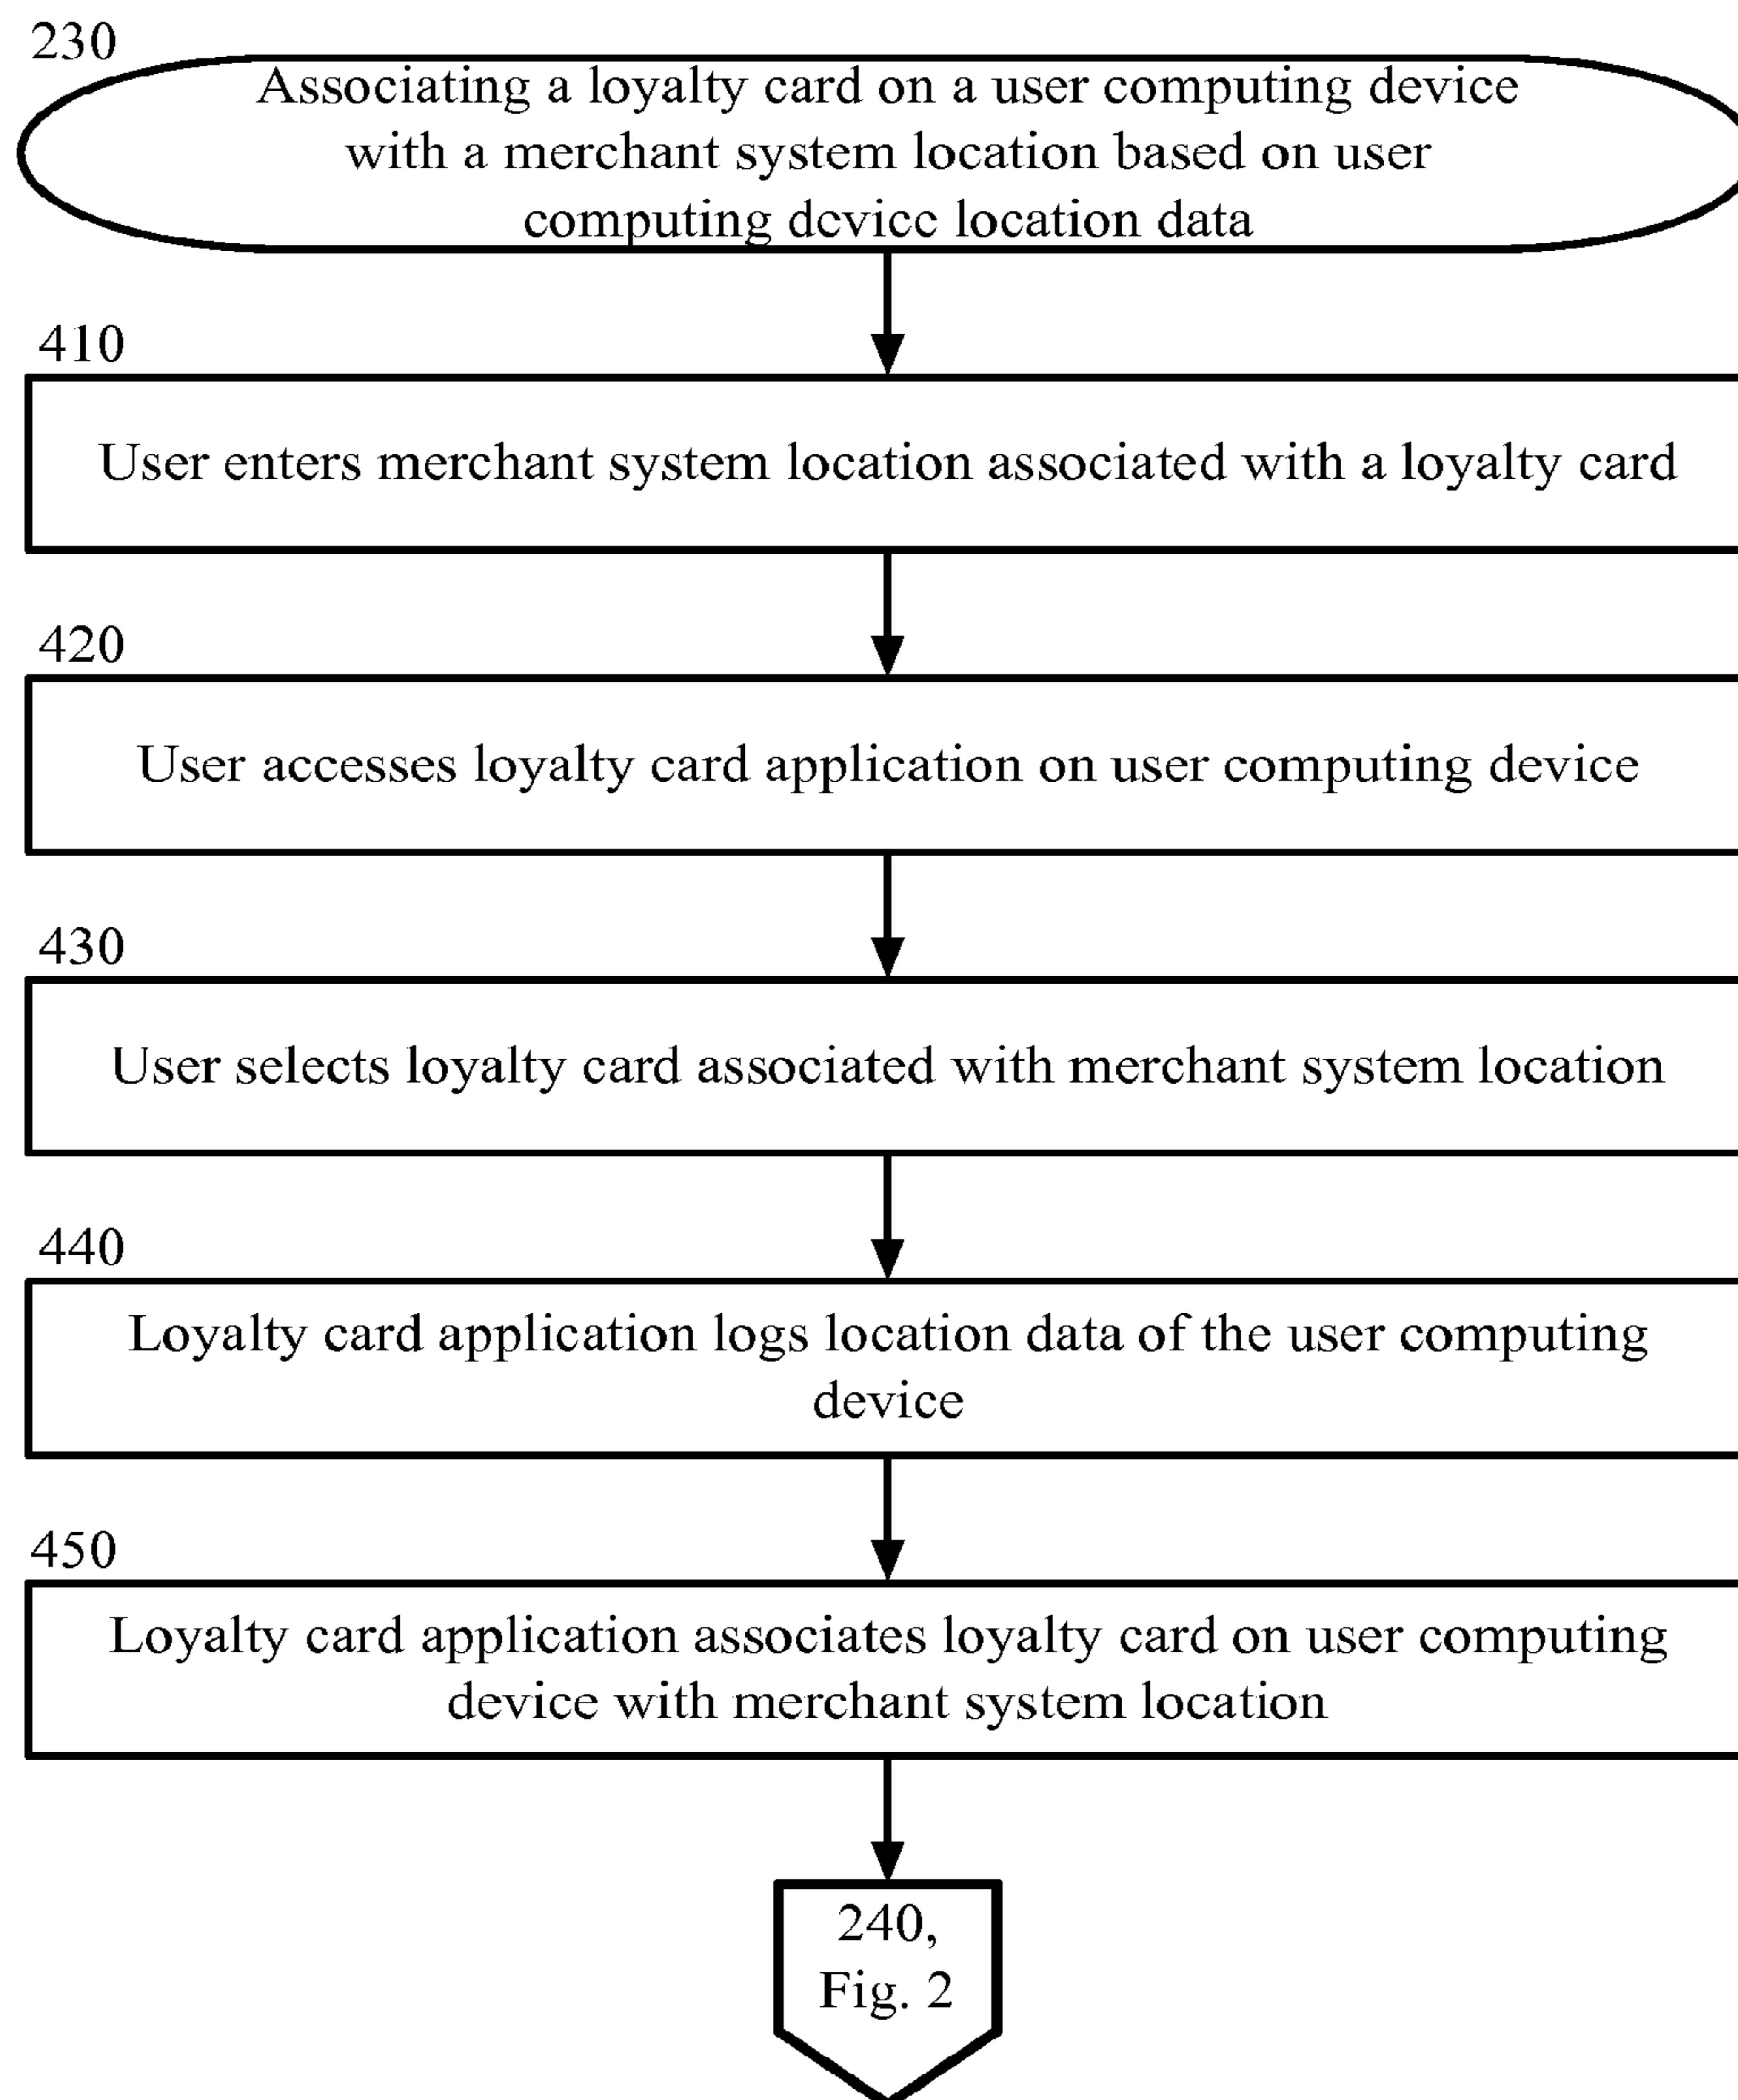 230
Associating a loyalty card on a user computing device
with a merchant system location based on user
computing device location data
410
User enters merchant system location associated with a loyalty card
420
User accesses loyalty card application on user computing device
430
User selects loyalty card associated with merchant system location
440
Loyalty card application logs location data of the user computing
device
450
Loyalty card application associates loyalty card on user computing
device with merchant system location
240,
Fig. 2